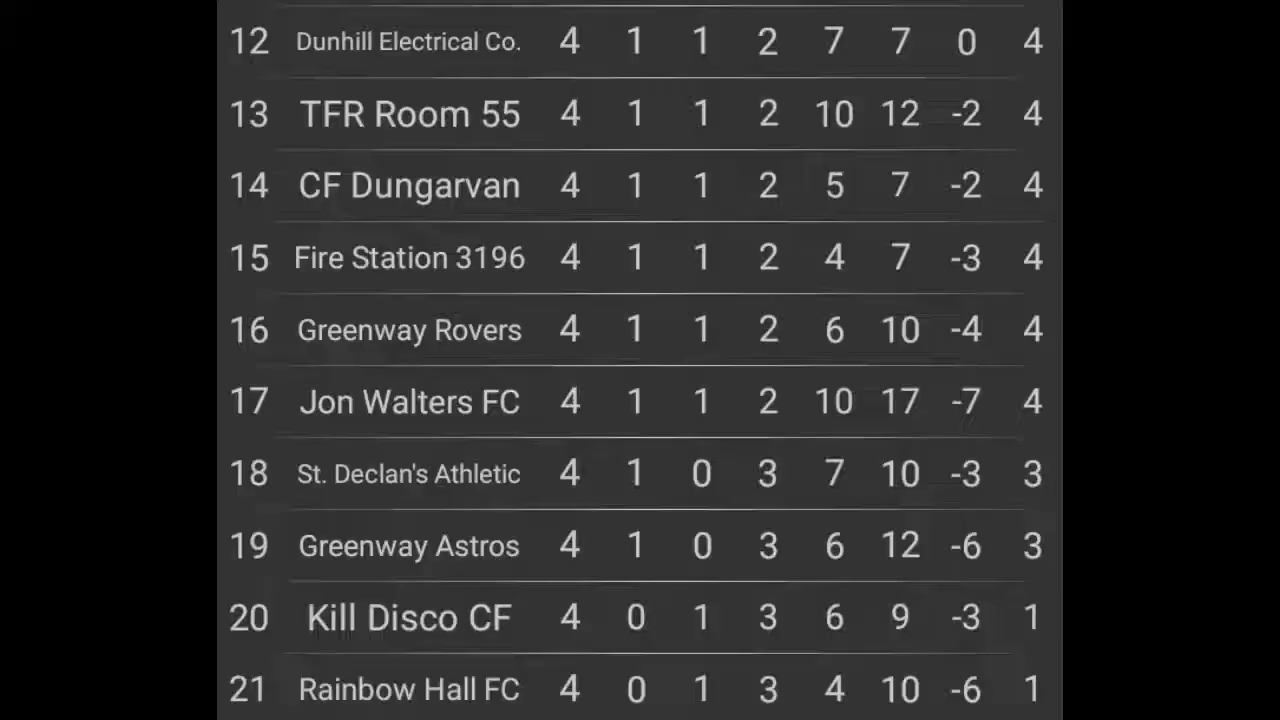 12 Dunhill Electrical Co. 4 1 1 2 7 7 0 4
13 TFR Room 55 4 1 1 2 10 12 -2 4
14 CF Dungarvan 4 1 1 2 5 7 -2 4
15 Fire Station 3196 4 1 1 2 4 7 -3 4
16 Greenway Rovers 4 1 1 2 6 10 -4 4
17 Jon Walters FC 4 1 1 2 10 17 -7 4
18 St. Declan's Athletic 4 1 0 3 7 10 -3 3
19 Greenway Astros 4 1 0 3 6 12 -6 3
20 Kill Disco CF 4 0 1 3 6 9 -3 1
21 Rainbow Hall FC 4 0 1 3 4 10 -6 1